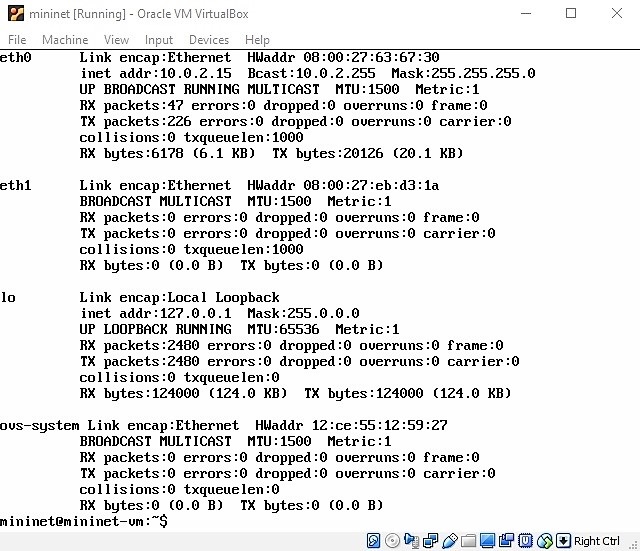 mininet [Running] - Oracle VM VirtualBox
File Machine View Input Devices Help
eth0 Link encap:Ethernet HWaddr 08:00:27:63:67:30
inet addr:10.0.2.15 Bcast:10.0.2.255 Mask:255.255.255.0
UP BROADCAST RUNNING MULTICAST MTU:1500 Metric:1
RX packets:47 errors:0 dropped:0 overruns:0 frame:0
TX packets:226 errors:0 dropped:0 overruns:0 carrier:0
collisions:0 txqueuelen:1000
RX bytes:6178 (6.1 KB) TX bytes:20126 (20.1 KB)
eth1 Link encap:Ethernet HWaddr 08:00:27:eb:d3:1a
BROADCAST MULTICAST MTU:1500 Metric:1
RX packets:0 errors:0 dropped:0 overruns:0 frame:0
TX packets:0 errors:0 dropped:0 overruns:0 carrier:0
collisions:0 txqueuelen:1000
RX bytes:0 (0.0 B) TX bytes:0 (0.0 B)
lo Link encap:Local Loopback
inet addr:127.0.0.1 Mask:255.0.0.0
UP LOOPBACK RUNNING MTU:65536 Metric:1
RX packets:2480 errors:0 dropped:0 overruns:0 frame:0
TX packets:2480 errors:0 dropped:0 overruns:0 carrier:0
collisions:0 txqueuelen:0
RX bytes:124000 (124.0 KB) TX bytes:124000 (124.0 KB)
ovs-system Link encap:Ethernet HWaddr 12:ce:55:12:59:27
BROADCAST MULTICAST MTU:1500 Metric:1
RX packets:0 errors:0 dropped:0 overruns:0 frame:0
TX packets:0 errors:0 dropped:0 overruns:0 carrier:0
collisions:0 txqueuelen:0
RX bytes:0 (0.0 B) TX bytes:0 (0.0 B)
mininet@mininet-vm:~$
Right Ctrl